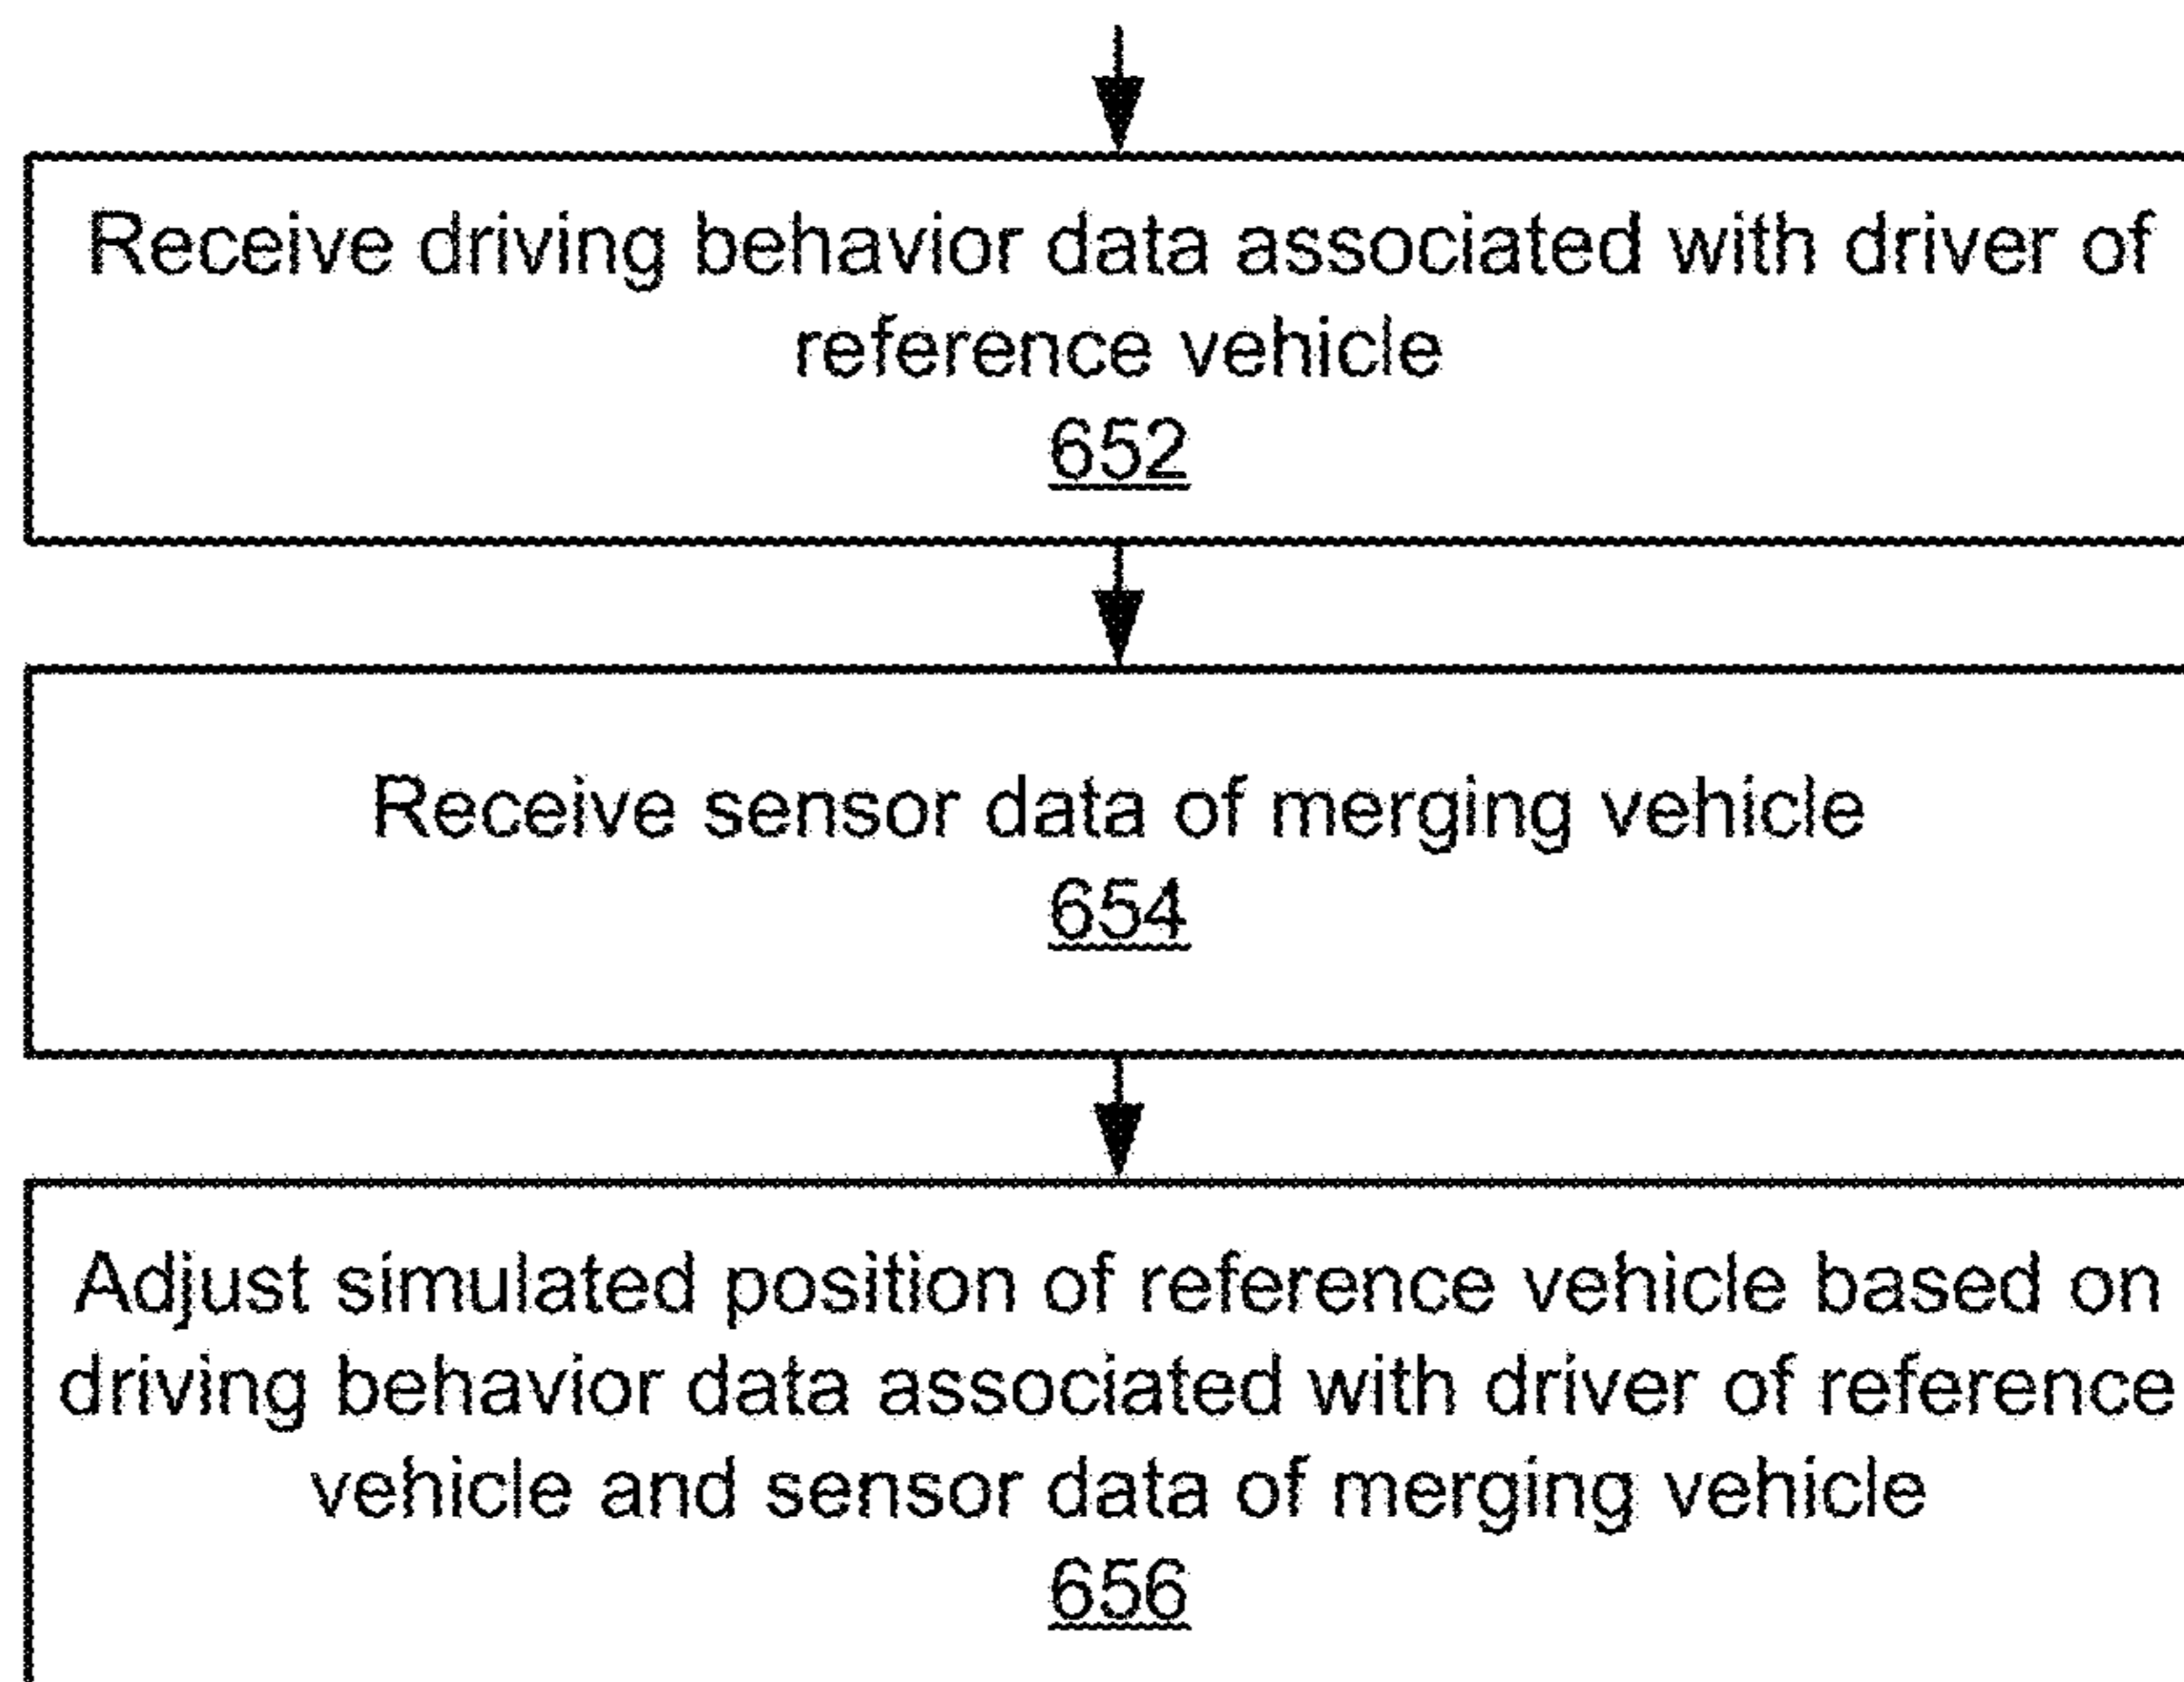 Receive driving behavior data associated with driver of
reference vehicle
652
Receive sensor data of merging vehicle
654
Adjust simulated position of reference vehicle based on
driving behavior data associated with driver of reference
vehicle and sensor data of merging vehicle
656